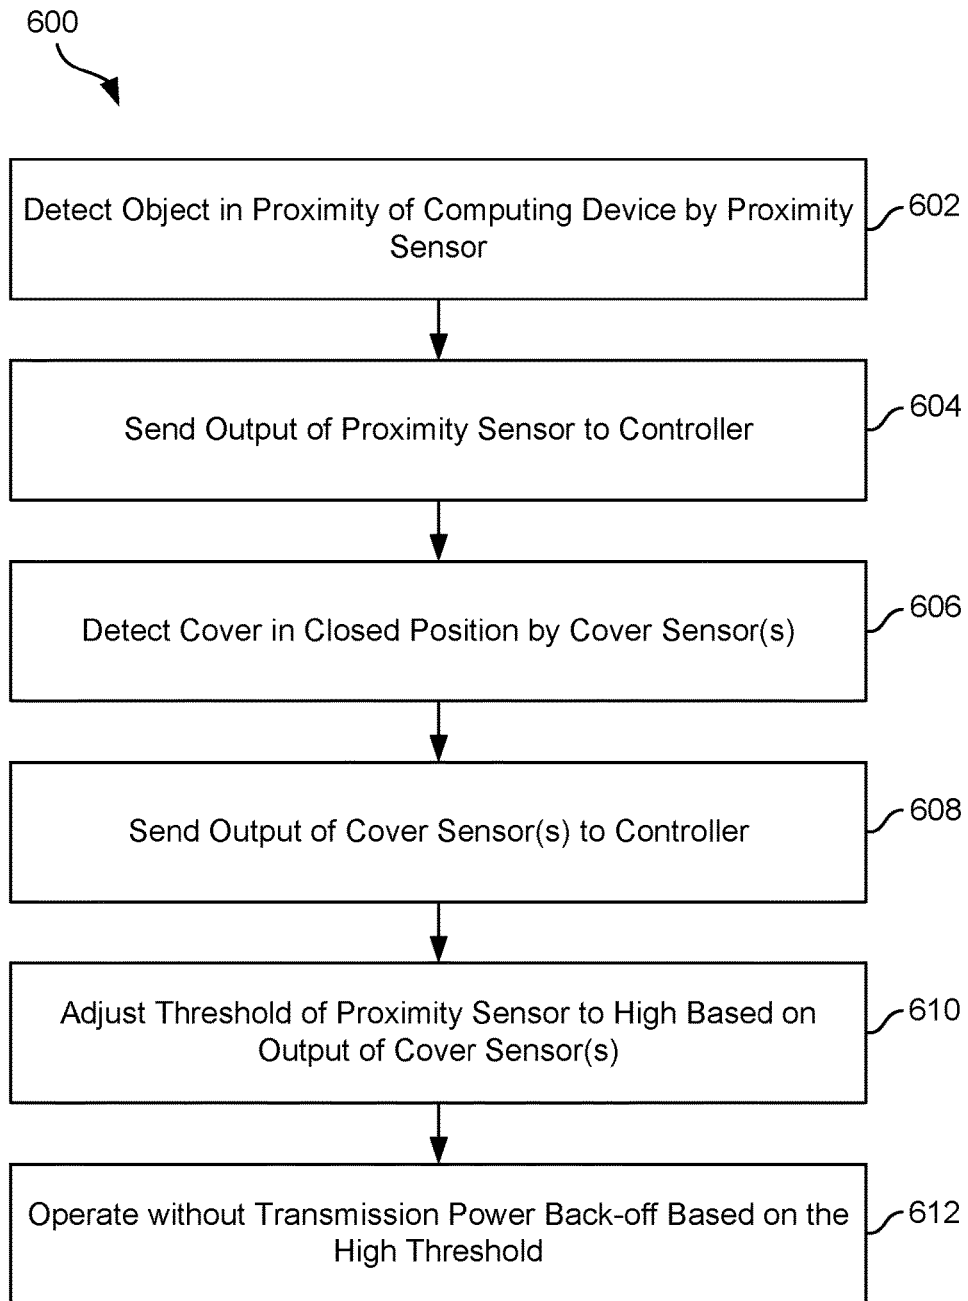 600
Detect Object in Proximity of Computing Device by Proximity
Sensor
602
Send Output of Proximity Sensor to Controller
604
Detect Cover in Closed Position by Cover Sensor(s)
606
Send Output of Cover Sensor(s) to Controller
608
Adjust Threshold of Proximity Sensor to High Based on
Output of Cover Sensor(s)
610
Operate without Transmission Power Back-off Based on the
High Threshold
612